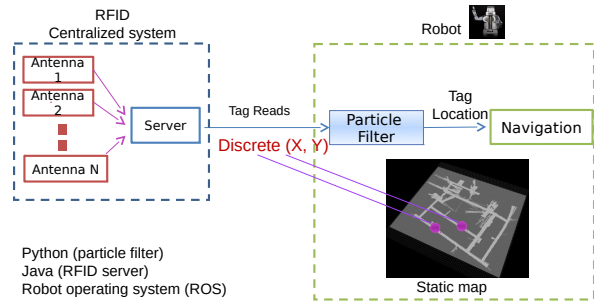 RFID
Centralized system
Robot
Antenna
1
Antenna
2
Antenna N
Server
Tag Reads
Discrete (X, Y)
Particle
Filter
Tag
Location
Navigation
Static map
Python (particle filter)
Java (RFID server)
Robot operating system (ROS)